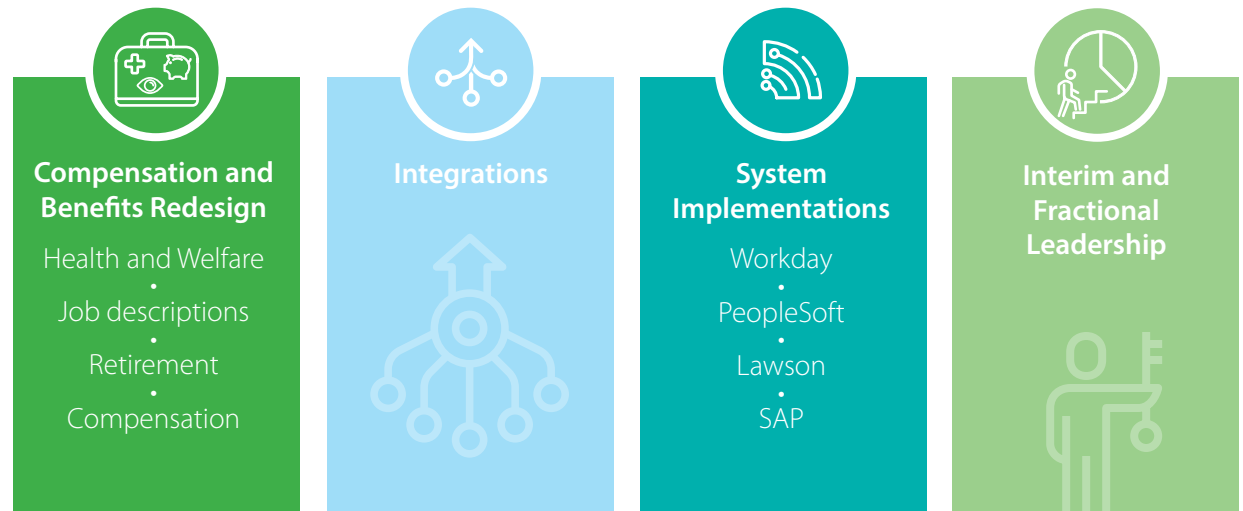 Compensation and
Benefits Redesign
Health and Welfare
•
Job descriptions
•
Retirement
•
Compensation
Integrations
System
Implementations
Workday
•
PeopleSoft
•
Lawson
•
SAP
Interim and
Fractional
Leadership